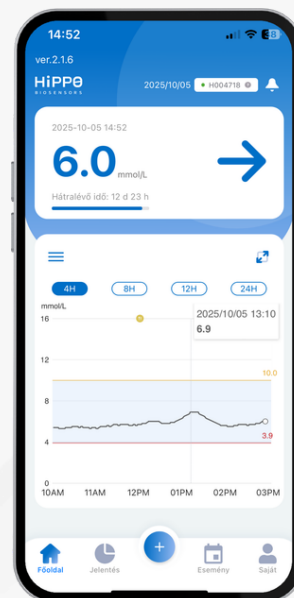 14:52
ver.2.1.6
HiPPO
BIOSENSORS
2025/10/05
H004718
2025-10-05 14:52
6.0 mmol/L
Hátralévő idő: 12 d 23 h
4H 8H 12H 24H
mmol/L
2025/10/05 13:10
6.9
16
12
10.0
8
3.9
4
0
10AM 11AM 12PM 01PM 02PM 03PM
Főoldal Jelentés + Esemény Saját